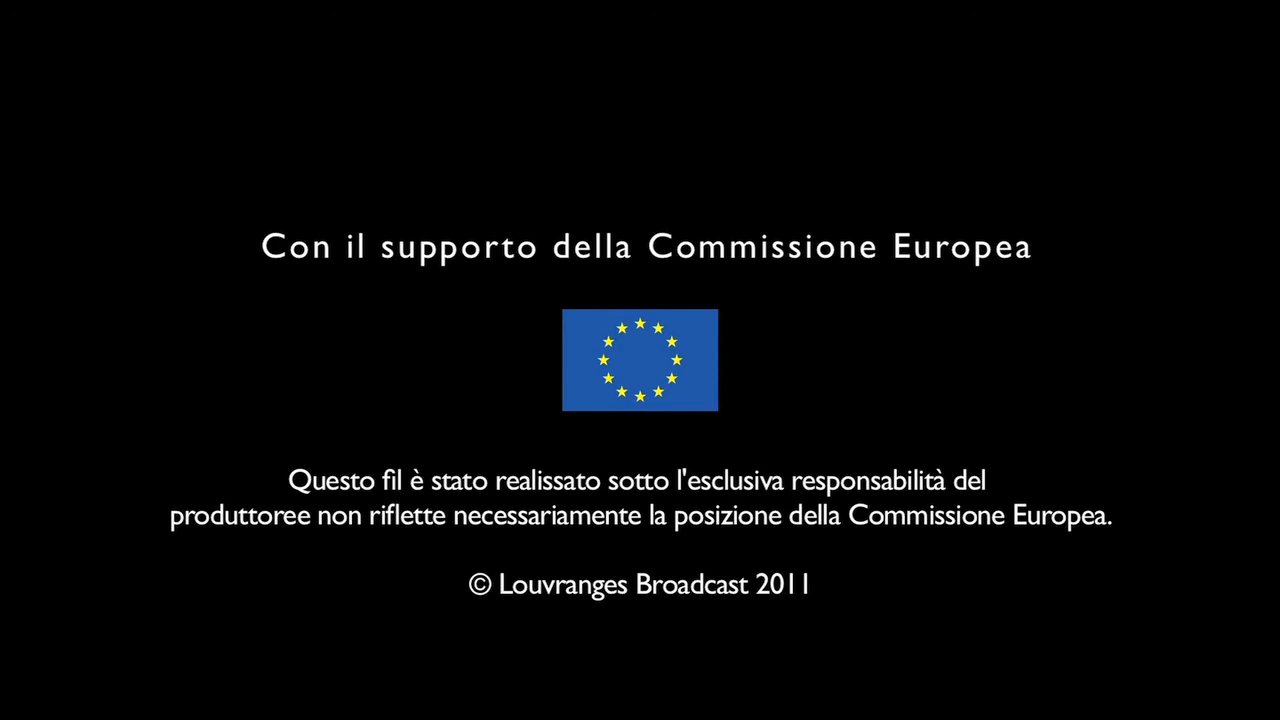 Con il supporto della Commissione Europea
Questo fil è stato realissato sotto l'esclusiva responsabilità del
produttoree non riflette necessariamente la posizione della Commissione Europea.
© Louvranges Broadcast 2011